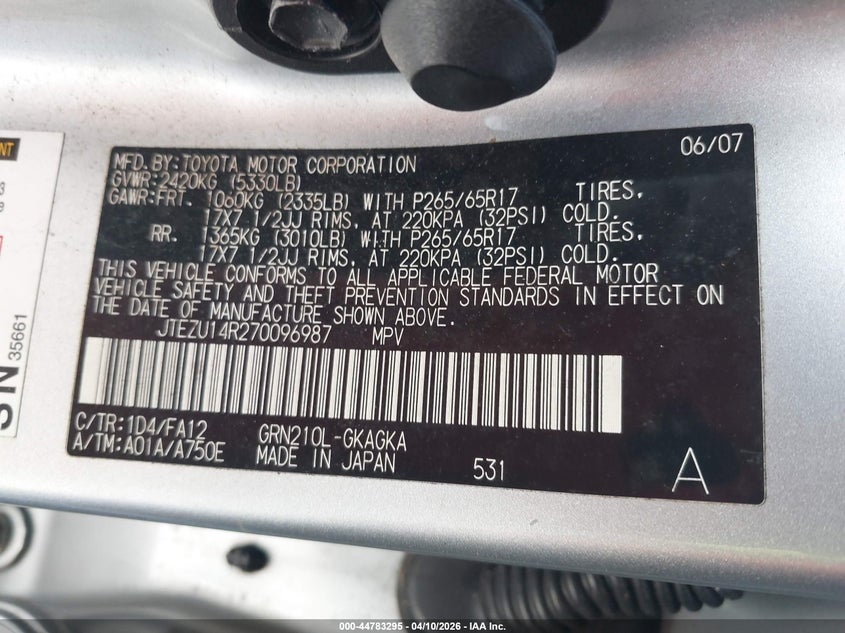 06/07
MFD.BY:TOYOTA MOTOR CORPORATION
GVWR:2420KG (5330LB)
GAWR:FRT. 1060KG (2335LB) WITH P265/65R17 TIRES,
17X7 1/2JJ RIMS, AT 220KPA (32PSI) COLD.
RR. 1365KG (3010LB) WITH P265/65R17 TIRES,
17X7 1/2JJ RIMS, AT 220KPA (32PSI) COLD.
THIS VEHICLE CONFORMS TO ALL APPLICABLE FEDERAL MOTOR
VEHICLE SAFETY AND THEFT PREVENTION STANDARDS IN EFFECT ON
THE DATE OF MANUFACTURE SHOWN ABOVE.
JTEZU14R270096987 MPV
C/TR:1D4/FA12 GRN210L-GKAGKA
A/TM:A01A/A750E MADE IN JAPAN 531 A
NT
SN 35661
000-44783295 - 04/10/2026 - IAA Inc.